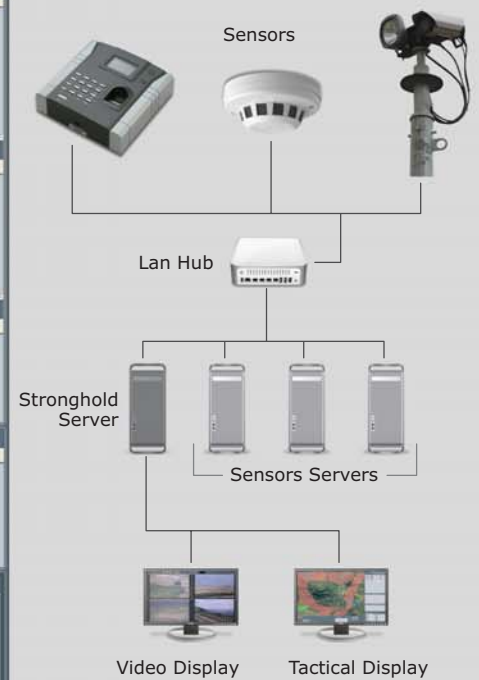 Sensors
Lan Hub
Stronghold
Server
Sensors Servers
Video Display
Tactical Display